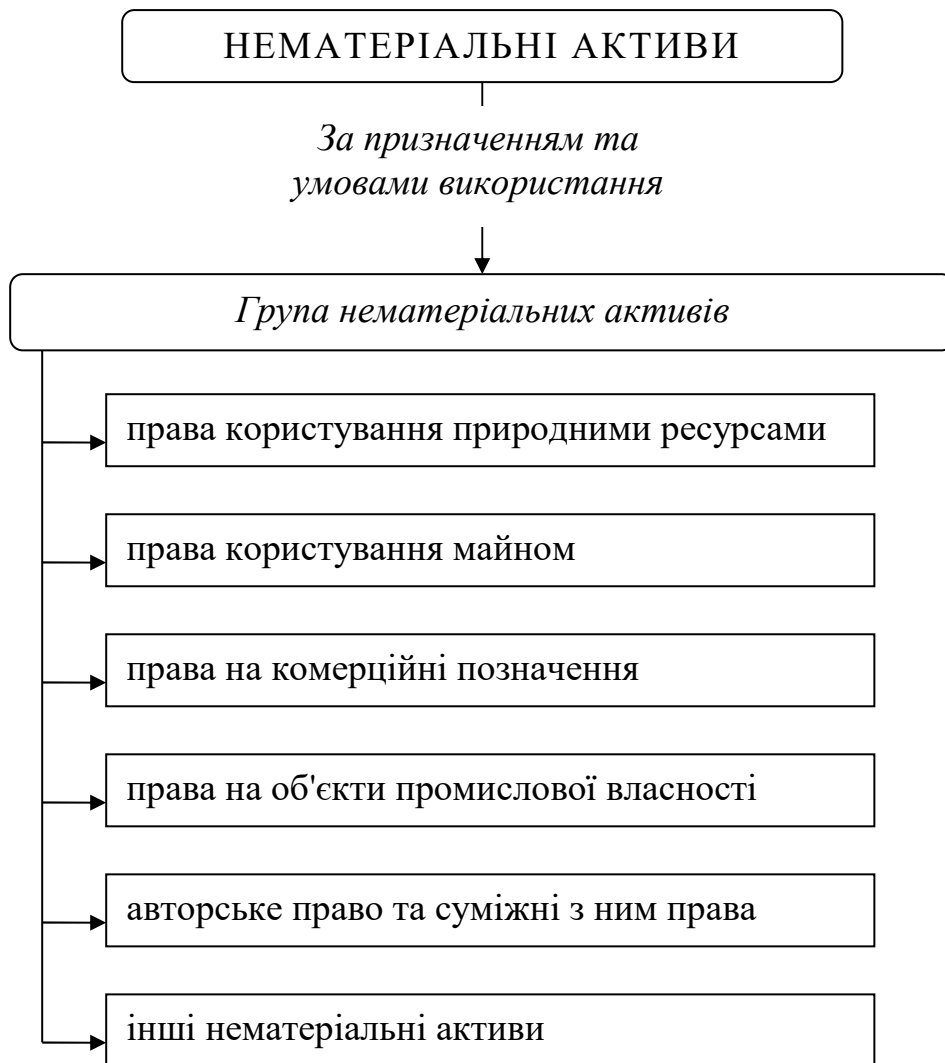 НЕМАТЕРІАЛЬНІ АКТИВИ
За призначенням та
умовами використання
Група нематеріальних активів
права користування природними ресурсами
права користування майном
права на комерційні позначення
права на об'єкти промислової власності
авторське право та суміжні з ним права
інші нематеріальні активи